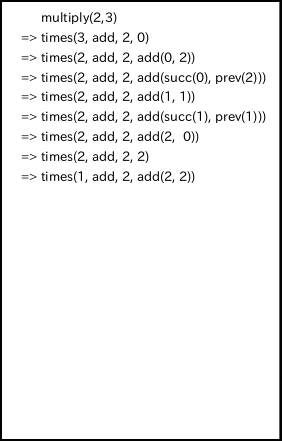 multiply(2,3)
=> times(3, add, 2, 0)
=> times(2, add, 2, add(0, 2))
=> times(2, add, 2, add(succ(0), prev(2)))
=> times(2, add, 2, add(1, 1))
=> times(2, add, 2, add(succ(1), prev(1)))
=> times(2, add, 2, add(2,  0))
=> times(2, add, 2, 2)
=> times(1, add, 2, add(2, 2))